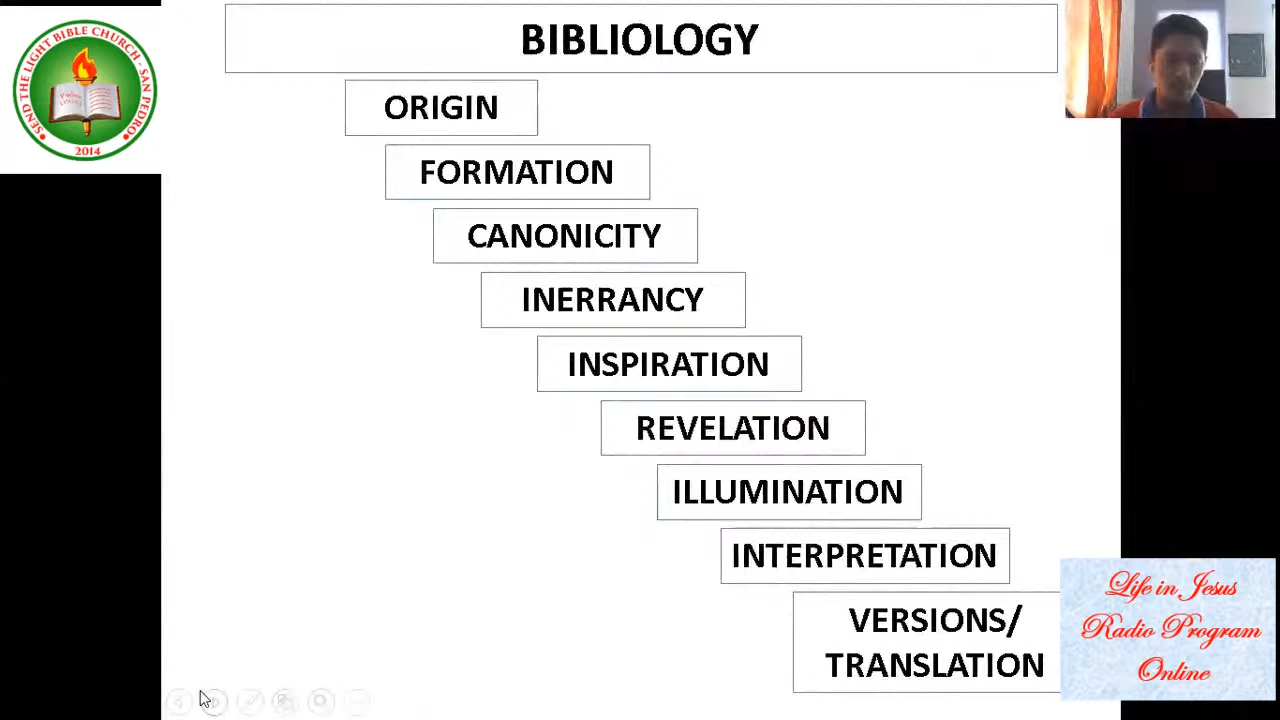 BIBLIOLOGY
SEND THE LIGHT BIBLE CHURCH - SAN PEDRO
2014
ORIGIN
FORMATION
CANONICITY
INERRANCY
INSPIRATION
REVELATION
ILLUMINATION
INTERPRETATION
VERSIONS/
TRANSLATION
Life in Jesus
Radio Program
Online